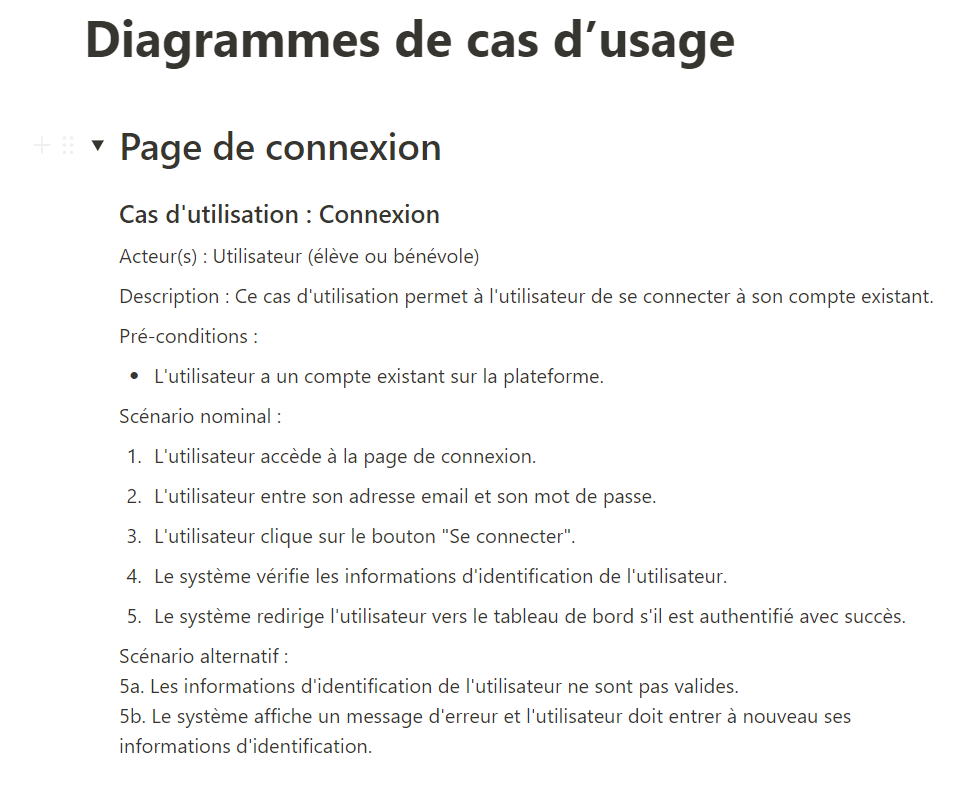 Diagrammes de cas d’usage
Page de connexion
Cas d'utilisation : Connexion
Acteur(s) : Utilisateur (élève ou bénévole)
Description : Ce cas d'utilisation permet à l'utilisateur de se connecter à son compte existant.
Pré-conditions :
• L'utilisateur a un compte existant sur la plateforme.
Scénario nominal :
1. L'utilisateur accède à la page de connexion.
2. L'utilisateur entre son adresse email et son mot de passe.
3. L'utilisateur clique sur le bouton "Se connecter".
4. Le système vérifie les informations d'identification de l'utilisateur.
5. Le système redirige l'utilisateur vers le tableau de bord s'il est authentifié avec succès.
Scénario alternatif :
5a. Les informations d'identification de l'utilisateur ne sont pas valides.
5b. Le système affiche un message d'erreur et l'utilisateur doit entrer à nouveau ses
informations d'identification.